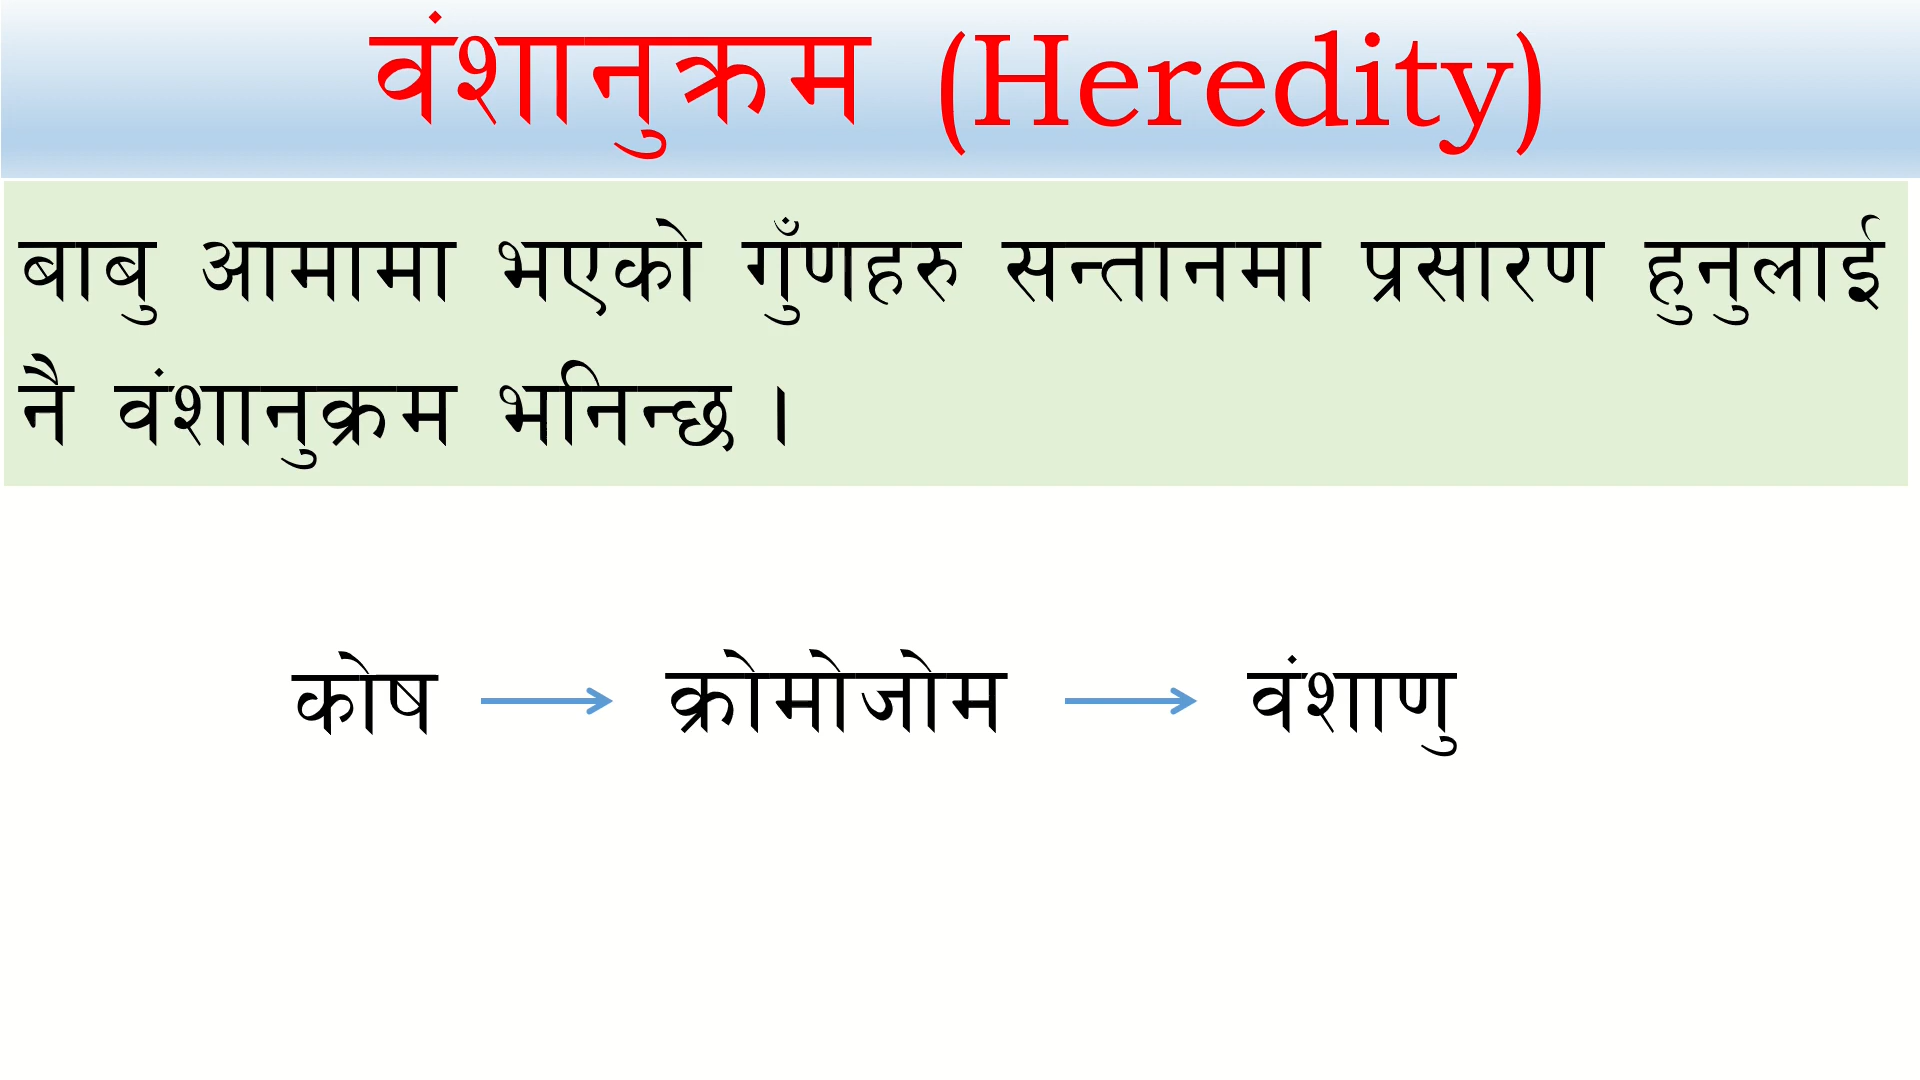 वंशानुक्रम (Heredity)
बाबु आमामा भएको गुँणहरु सन्तानमा प्रसारण हुनुलाई
नै वंशानुक्रम भनिन्छ ।
कोष → क्रोमोजोम → वंशाणु